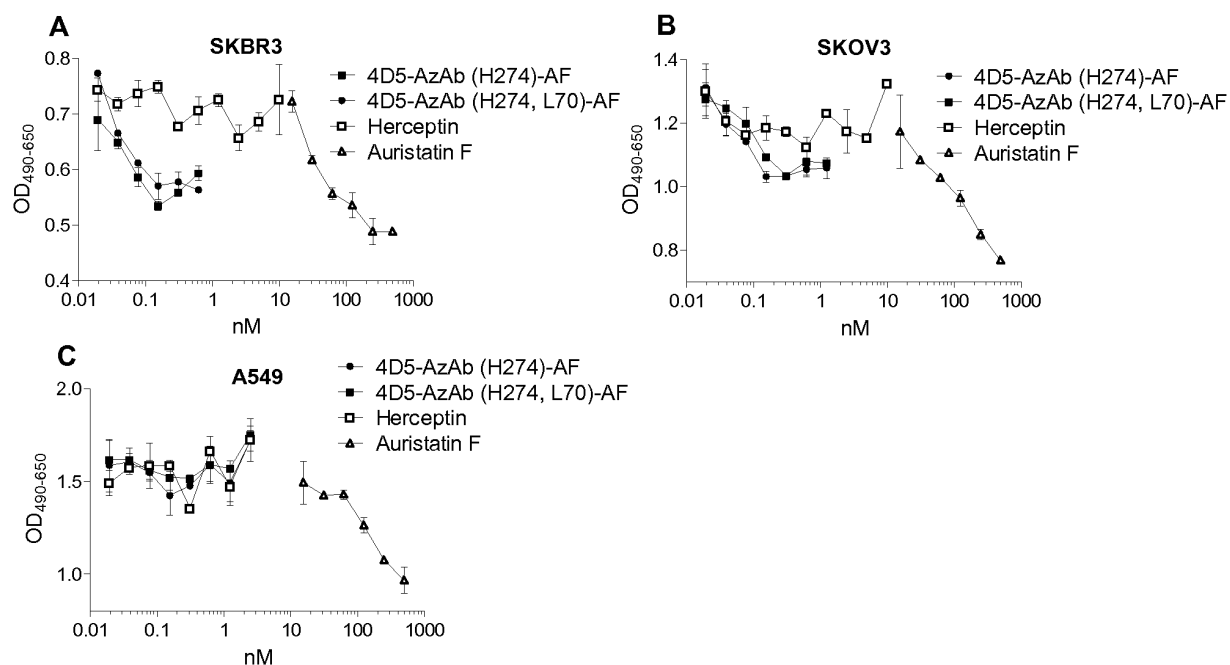 A
SKBR3
4D5-AzAb (H274)-AF
4D5-AzAb (H274, L70)-AF
Herceptin
Auristatin F
OD490-650
0.8
0.7
0.6
0.5
0.4
0.01 0.1 1 10 100 1000
nM
B
SKOV3
4D5-AzAb (H274)-AF
4D5-AzAb (H274, L70)-AF
Herceptin
Auristatin F
OD490-650
1.4
1.2
1.0
0.8
0.01 0.1 1 10 100 1000
nM
C
A549
4D5-AzAb (H274)-AF
4D5-AzAb (H274, L70)-AF
Herceptin
Auristatin F
OD490-650
2.0
1.5
1.0
0.01 0.1 1 10 100 1000
nM